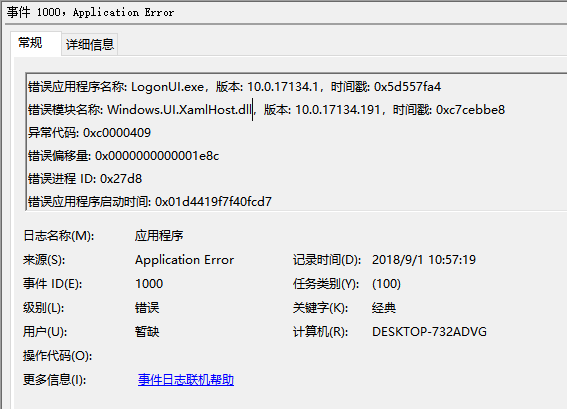 事件 1000，Application Error
常规 详细信息
错误应用程序名称: LogonUI.exe，版本: 10.0.17134.1，时间戳: 0x5d557fa4
错误模块名称: Windows.UI.XamlHost.dll，版本: 10.0.17134.191，时间戳: 0xc7cebbe8
异常代码: 0xc0000409
错误偏移量: 0x0000000000001e8c
错误进程 ID: 0x27d8
错误应用程序启动时间: 0x01d4419f7f40fcd7
日志名称(M): 应用程序
来源(S): Application Error 记录时间(D): 2018/9/1 10:57:19
事件 ID(E): 1000 任务类别(Y): (100)
级别(L): 错误 关键字(K): 经典
用户(U): 暂缺 计算机(R): DESKTOP-732ADVG
操作代码(O):
更多信息(I): 事件日志联机帮助